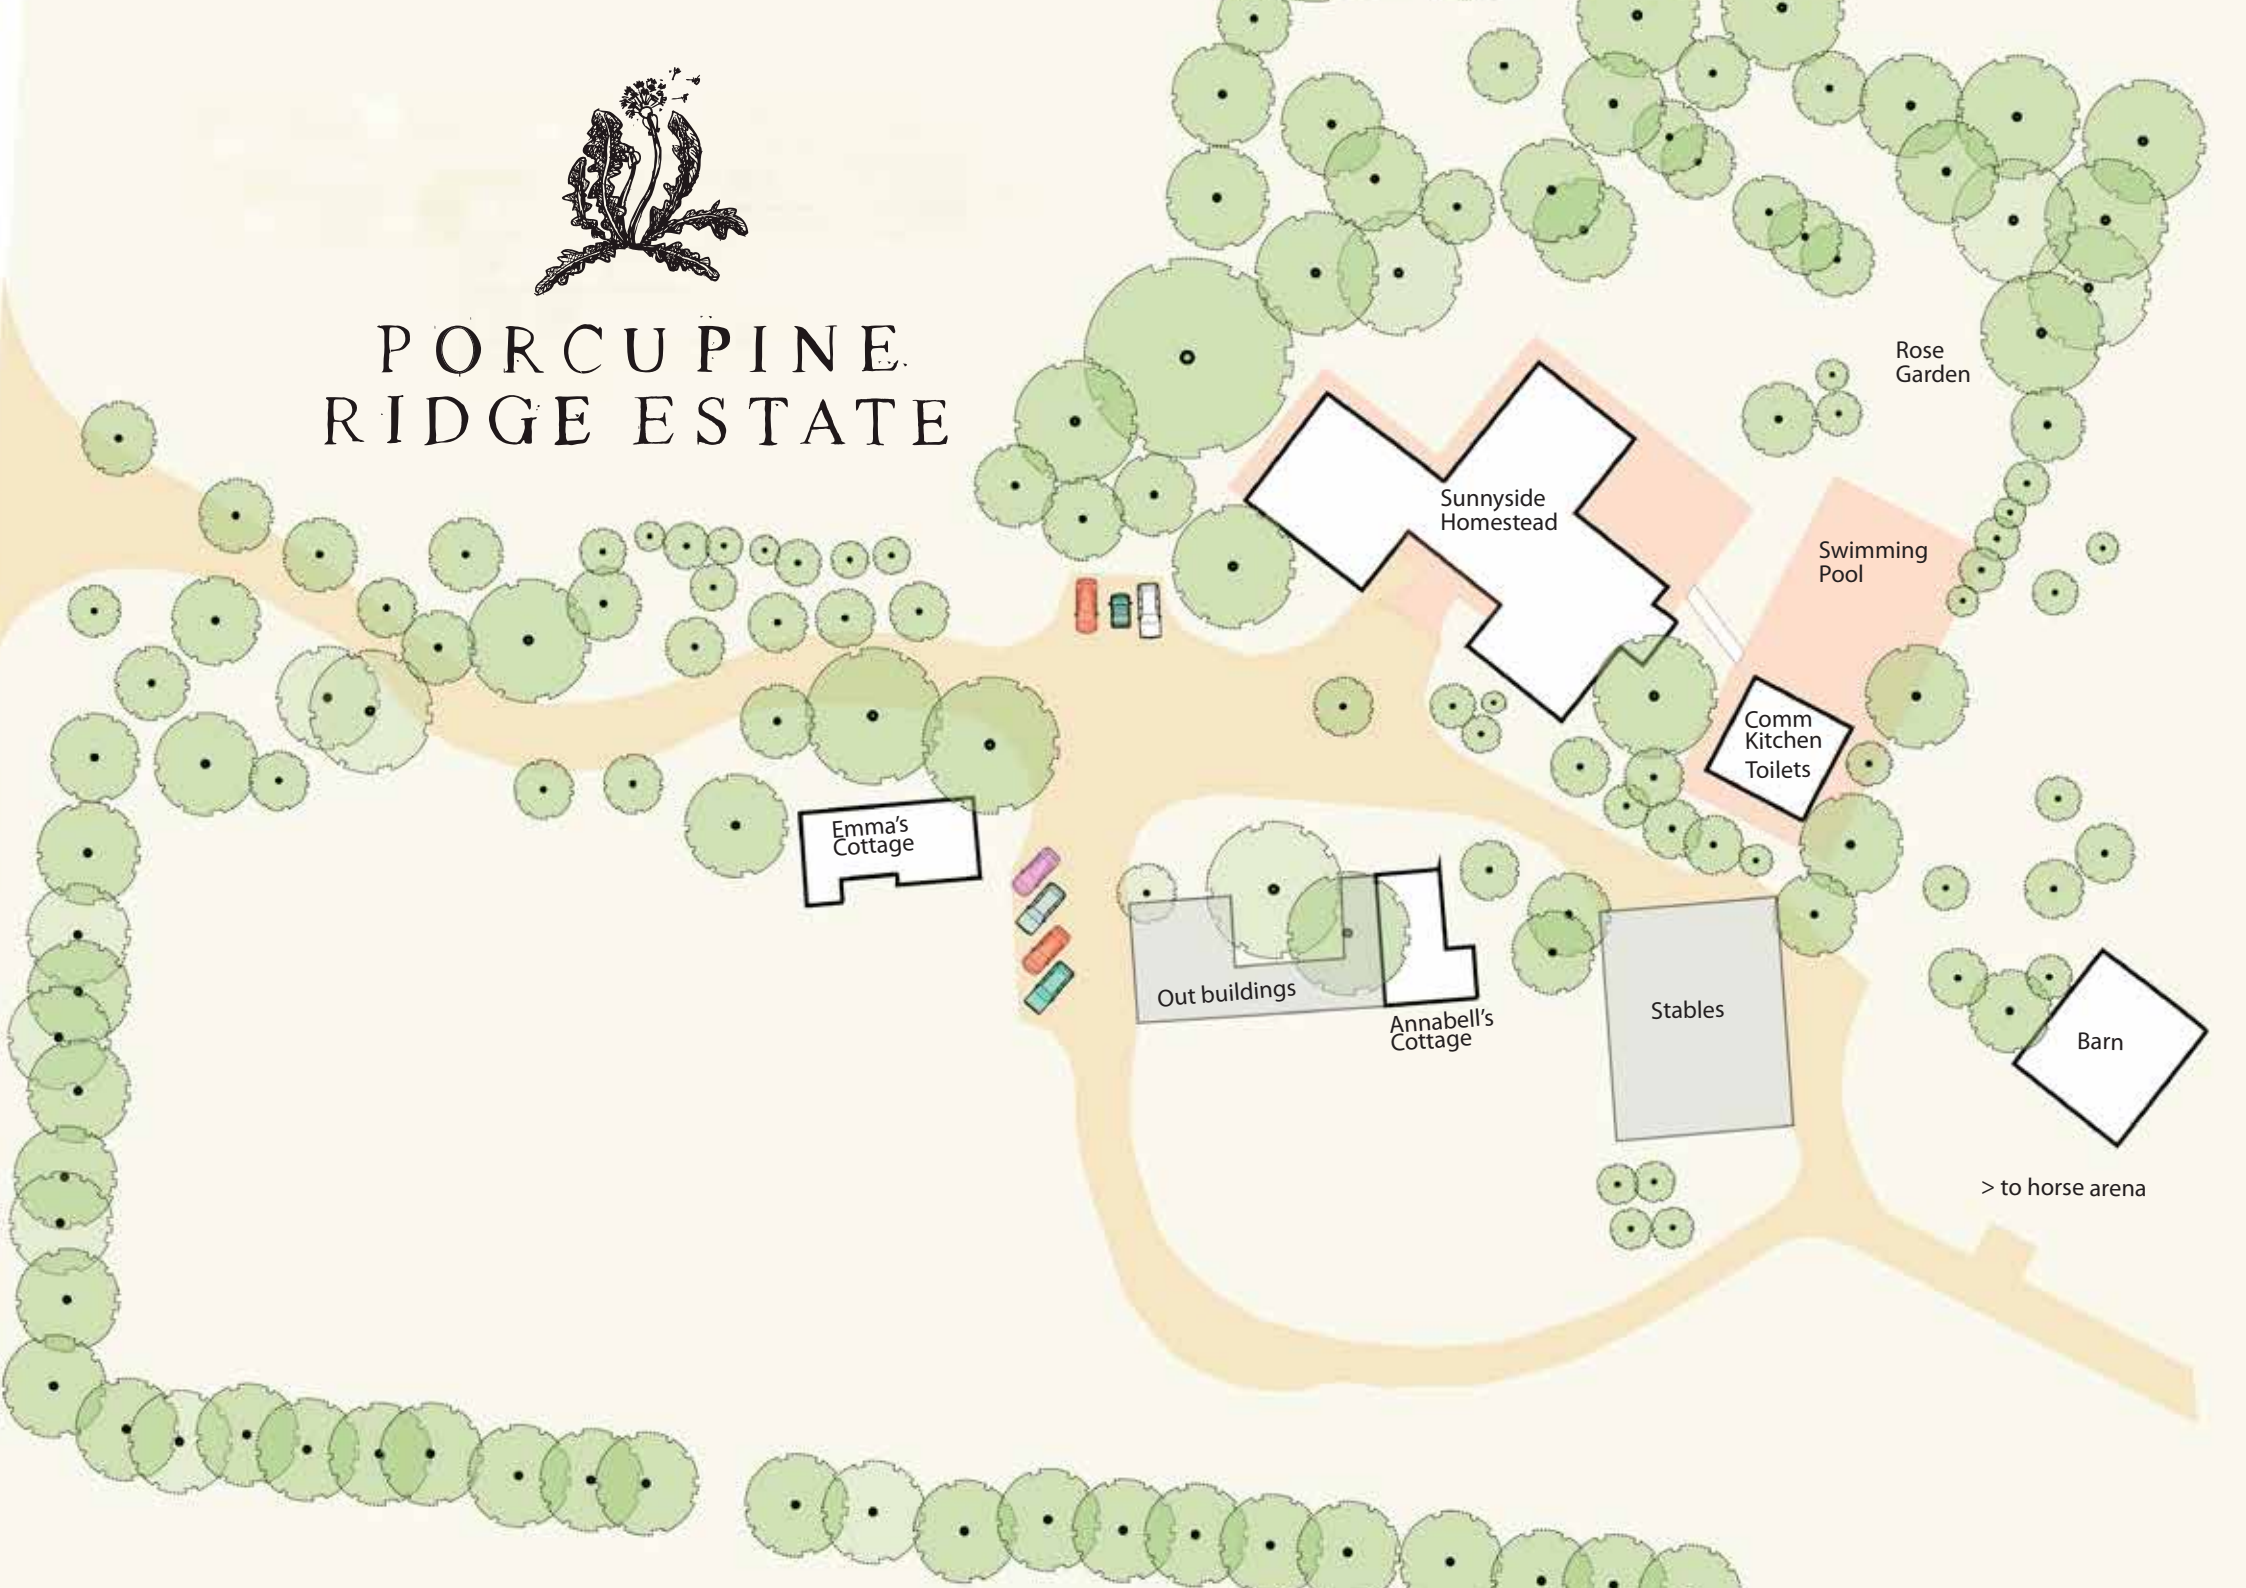 PORCUPINE
RIDGE ESTATE
Rose
Garden
Sunnyside
Homestead
Swimming
Pool
Comm
Kitchen
Toilets
Emma's
Cottage
Out buildings
Annabell's
Cottage
Stables
Barn
> to horse arena